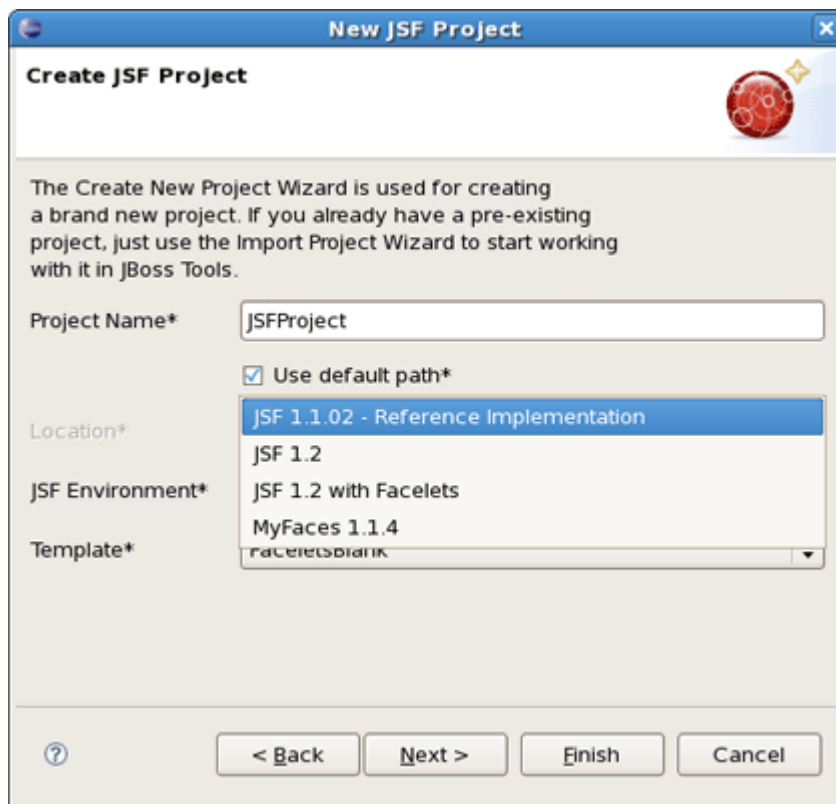 New JSF Project
Create JSF Project
The Create New Project Wizard is used for creating
a brand new project. If you already have a pre-existing
project, just use the Import Project Wizard to start working
with it in JBoss Tools.
Project Name* JSFProject
Use default path*
JSF 1.1.02 - Reference Implementation
Location*
JSF 1.2
JSF Environment* JSF 1.2 with Facelets
MyFaces 1.1.4
Template* FaceletsBlank
< Back Next > Finish Cancel